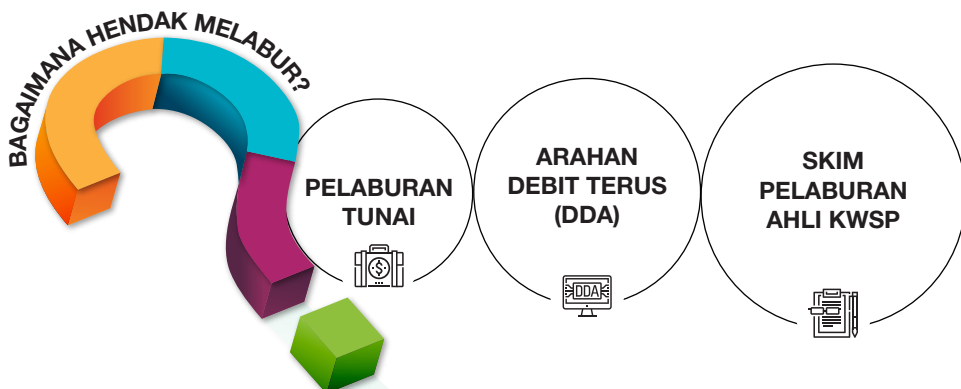 BAGAIMANA HENDAK MELABUR?
PELABURAN
TUNAI
ARAHAN
DEBIT TERUS
(DDA)
DDA
SKIM
PELABURAN
AHLI KWSP